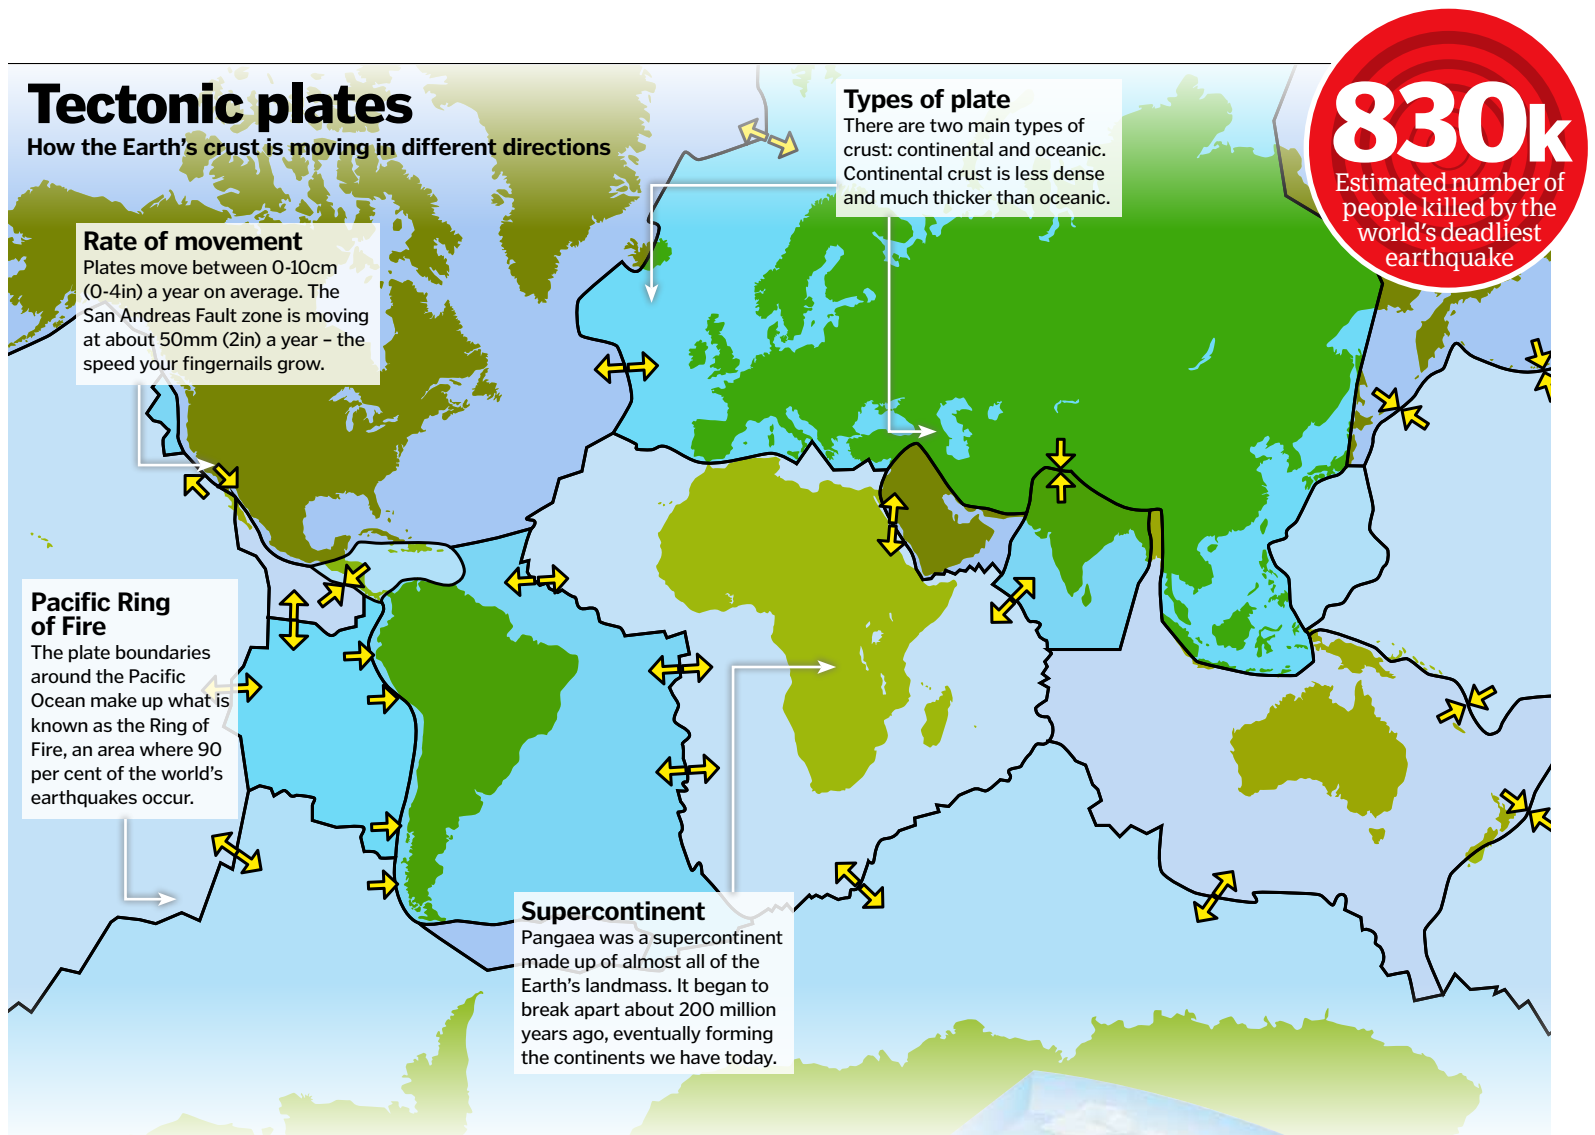 Tectonic plates
How the Earth's crust is moving in different directions
830k
Estimated number of
people killed by the
world's deadliest
earthquake
Types of plate
There are two main types of
crust: continental and oceanic.
Continental crust is less dense
and much thicker than oceanic.
Rate of movement
Plates move between 0-10cm
(0-4in) a year on average. The
San Andreas Fault zone is moving
at about 50mm (2in) a year – the
speed your fingernails grow.
Pacific Ring
of Fire
The plate boundaries
around the Pacific
Ocean make up what is
known as the Ring of
Fire, an area where 90
per cent of the world's
earthquakes occur.
Supercontinent
Pangaea was a supercontinent
made up of almost all of the
Earth's landmass. It began to
break apart about 200 million
years ago, eventually forming
the continents we have today.